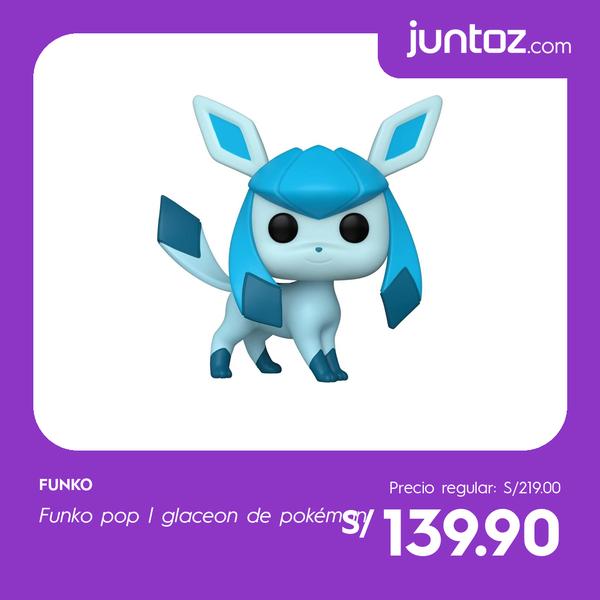 juntoz.com
FUNKO
Funko pop | glaceon de pokémon
Precio regular: S/219.00
S/ 139.90